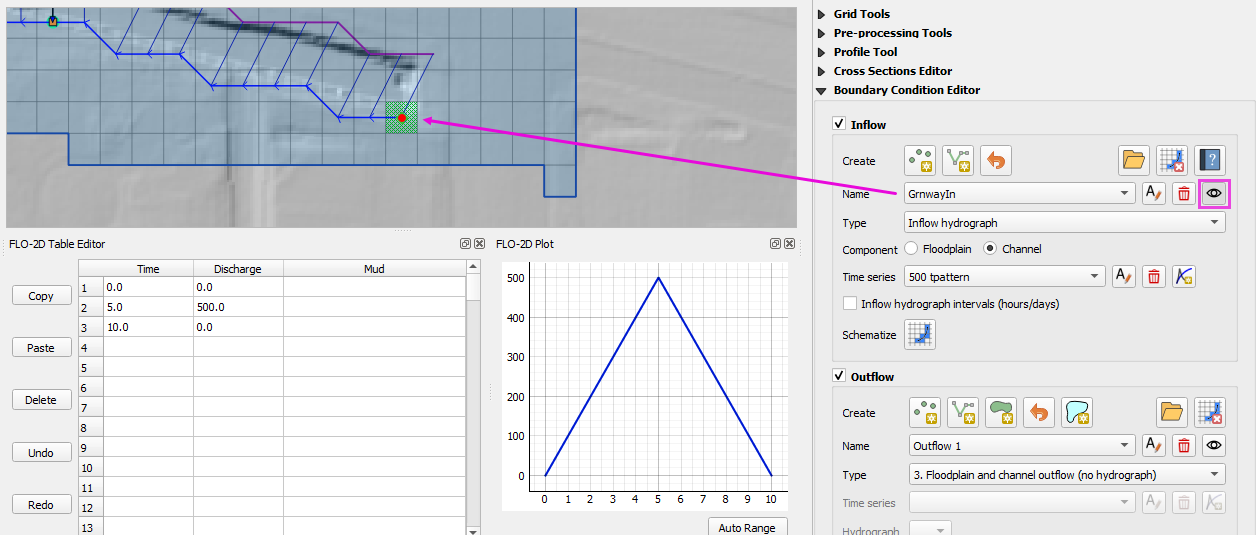 Grid Tools
Pre-processing Tools
Profile Tool
Cross Sections Editor
Boundary Condition Editor
Inflow
Create
Name GrnwayIn
Type Inflow hydrograph
Component Floodplain Channel
Time series 500 tpattern
Inflow hydrograph intervals (hours/days)
Schematize
Outflow
Create
Name Outflow 1
Type 3. Floodplain and channel outflow (no hydrograph)
Time series
Hydrograph
FLO-2D Table Editor
Copy
Paste
Delete
Undo
Redo
Time Discharge Mud
1 0.0 0.0
2 5.0 500.0
3 10.0 0.0
4
5
6
7
8
9
10
11
12
13
FLO-2D Plot
500
400
300
200
100
0
0 1 2 3 4 5 6 7 8 9 10
Auto Range